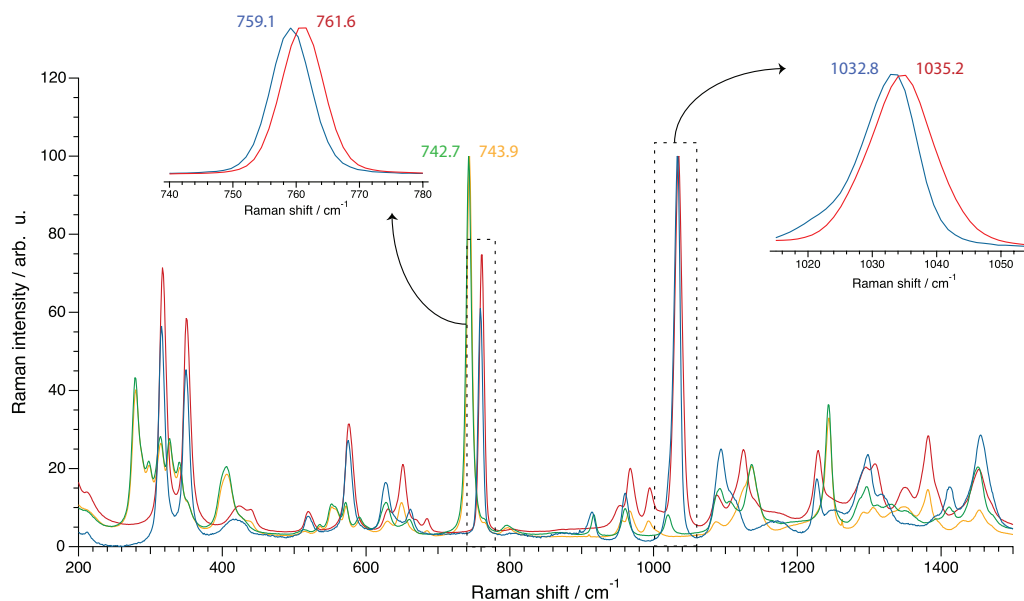 759.1 761.6
740 750 760 770 780
Raman shift / cm-1
1032.8 1035.2
1020 1030 1040 1050
Raman shift / cm-1
742.7 743.9
120
100
80
60
40
20
0
Raman intensity / arb. u.
200 400 600 800 1000 1200 1400
Raman shift / cm-1